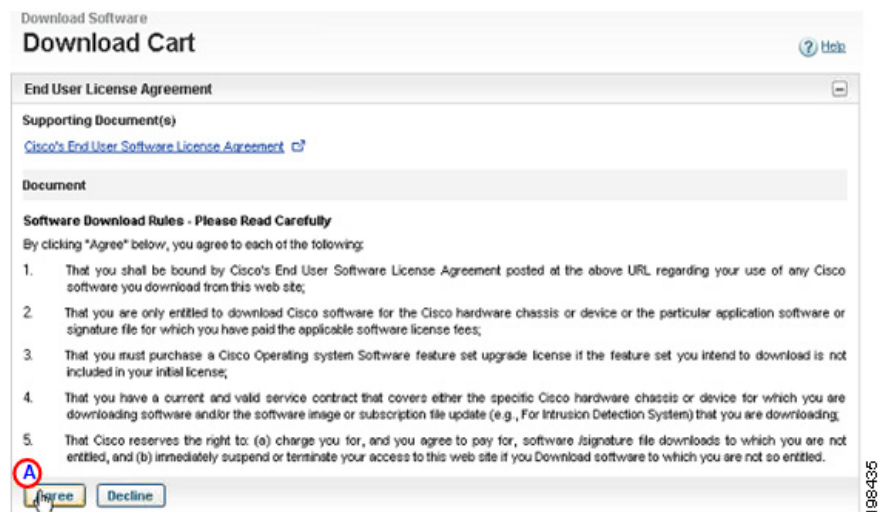 Download Software
Download Cart
Help
End User License Agreement
Supporting Document(s)
Cisco's End User Software License Agreement
Document
Software Download Rules - Please Read Carefully
By clicking "Agree" below, you agree to each of the following:
1. That you shall be bound by Cisco's End User Software License Agreement posted at the above URL regarding your use of any Cisco
software you download from this web site;
2. That you are only entitled to download Cisco software for the Cisco hardware chassis or device or the particular application software or
signature file for which you have paid the applicable software license fees;
3. That you must purchase a Cisco Operating system Software feature set upgrade license if the feature set you intend to download is not
included in your initial license;
4. That you have a current and valid service contract that covers either the specific Cisco hardware chassis or device for which you are
downloading software and/or the software image or subscription file update (e.g., For Intrusion Detection System) that you are downloading;
5. That Cisco reserves the right to: (a) charge you for, and you agree to pay for, software /signature file downloads to which you are not
entitled, and (b) immediately suspend or terminate your access to this web site if you Download software to which you are not so entitled.
A
Agree Decline
198435